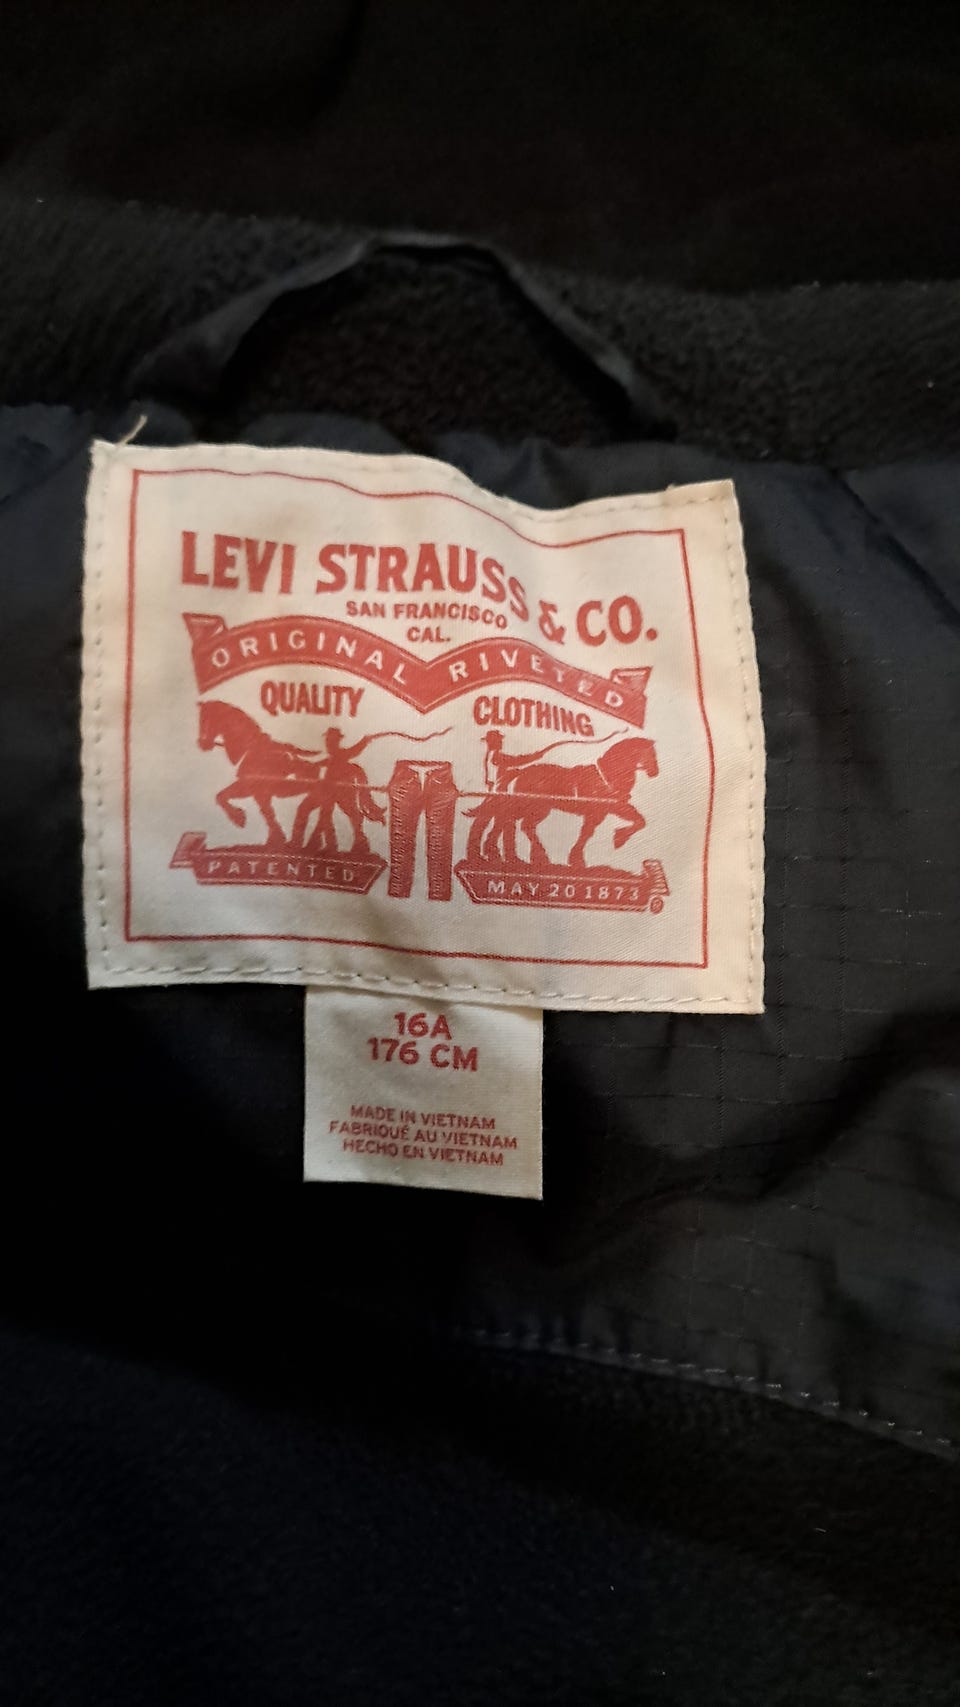 LEVI STRAUSS & CO.
SAN FRANCISCO
CAL.
ORIGINAL RIVETED
QUALITY CLOTHING
PATENTED MAY 20 1873 ®
16A
176 CM
MADE IN VIETNAM
FABRIQUÉ AU VIETNAM
HECHO EN VIETNAM